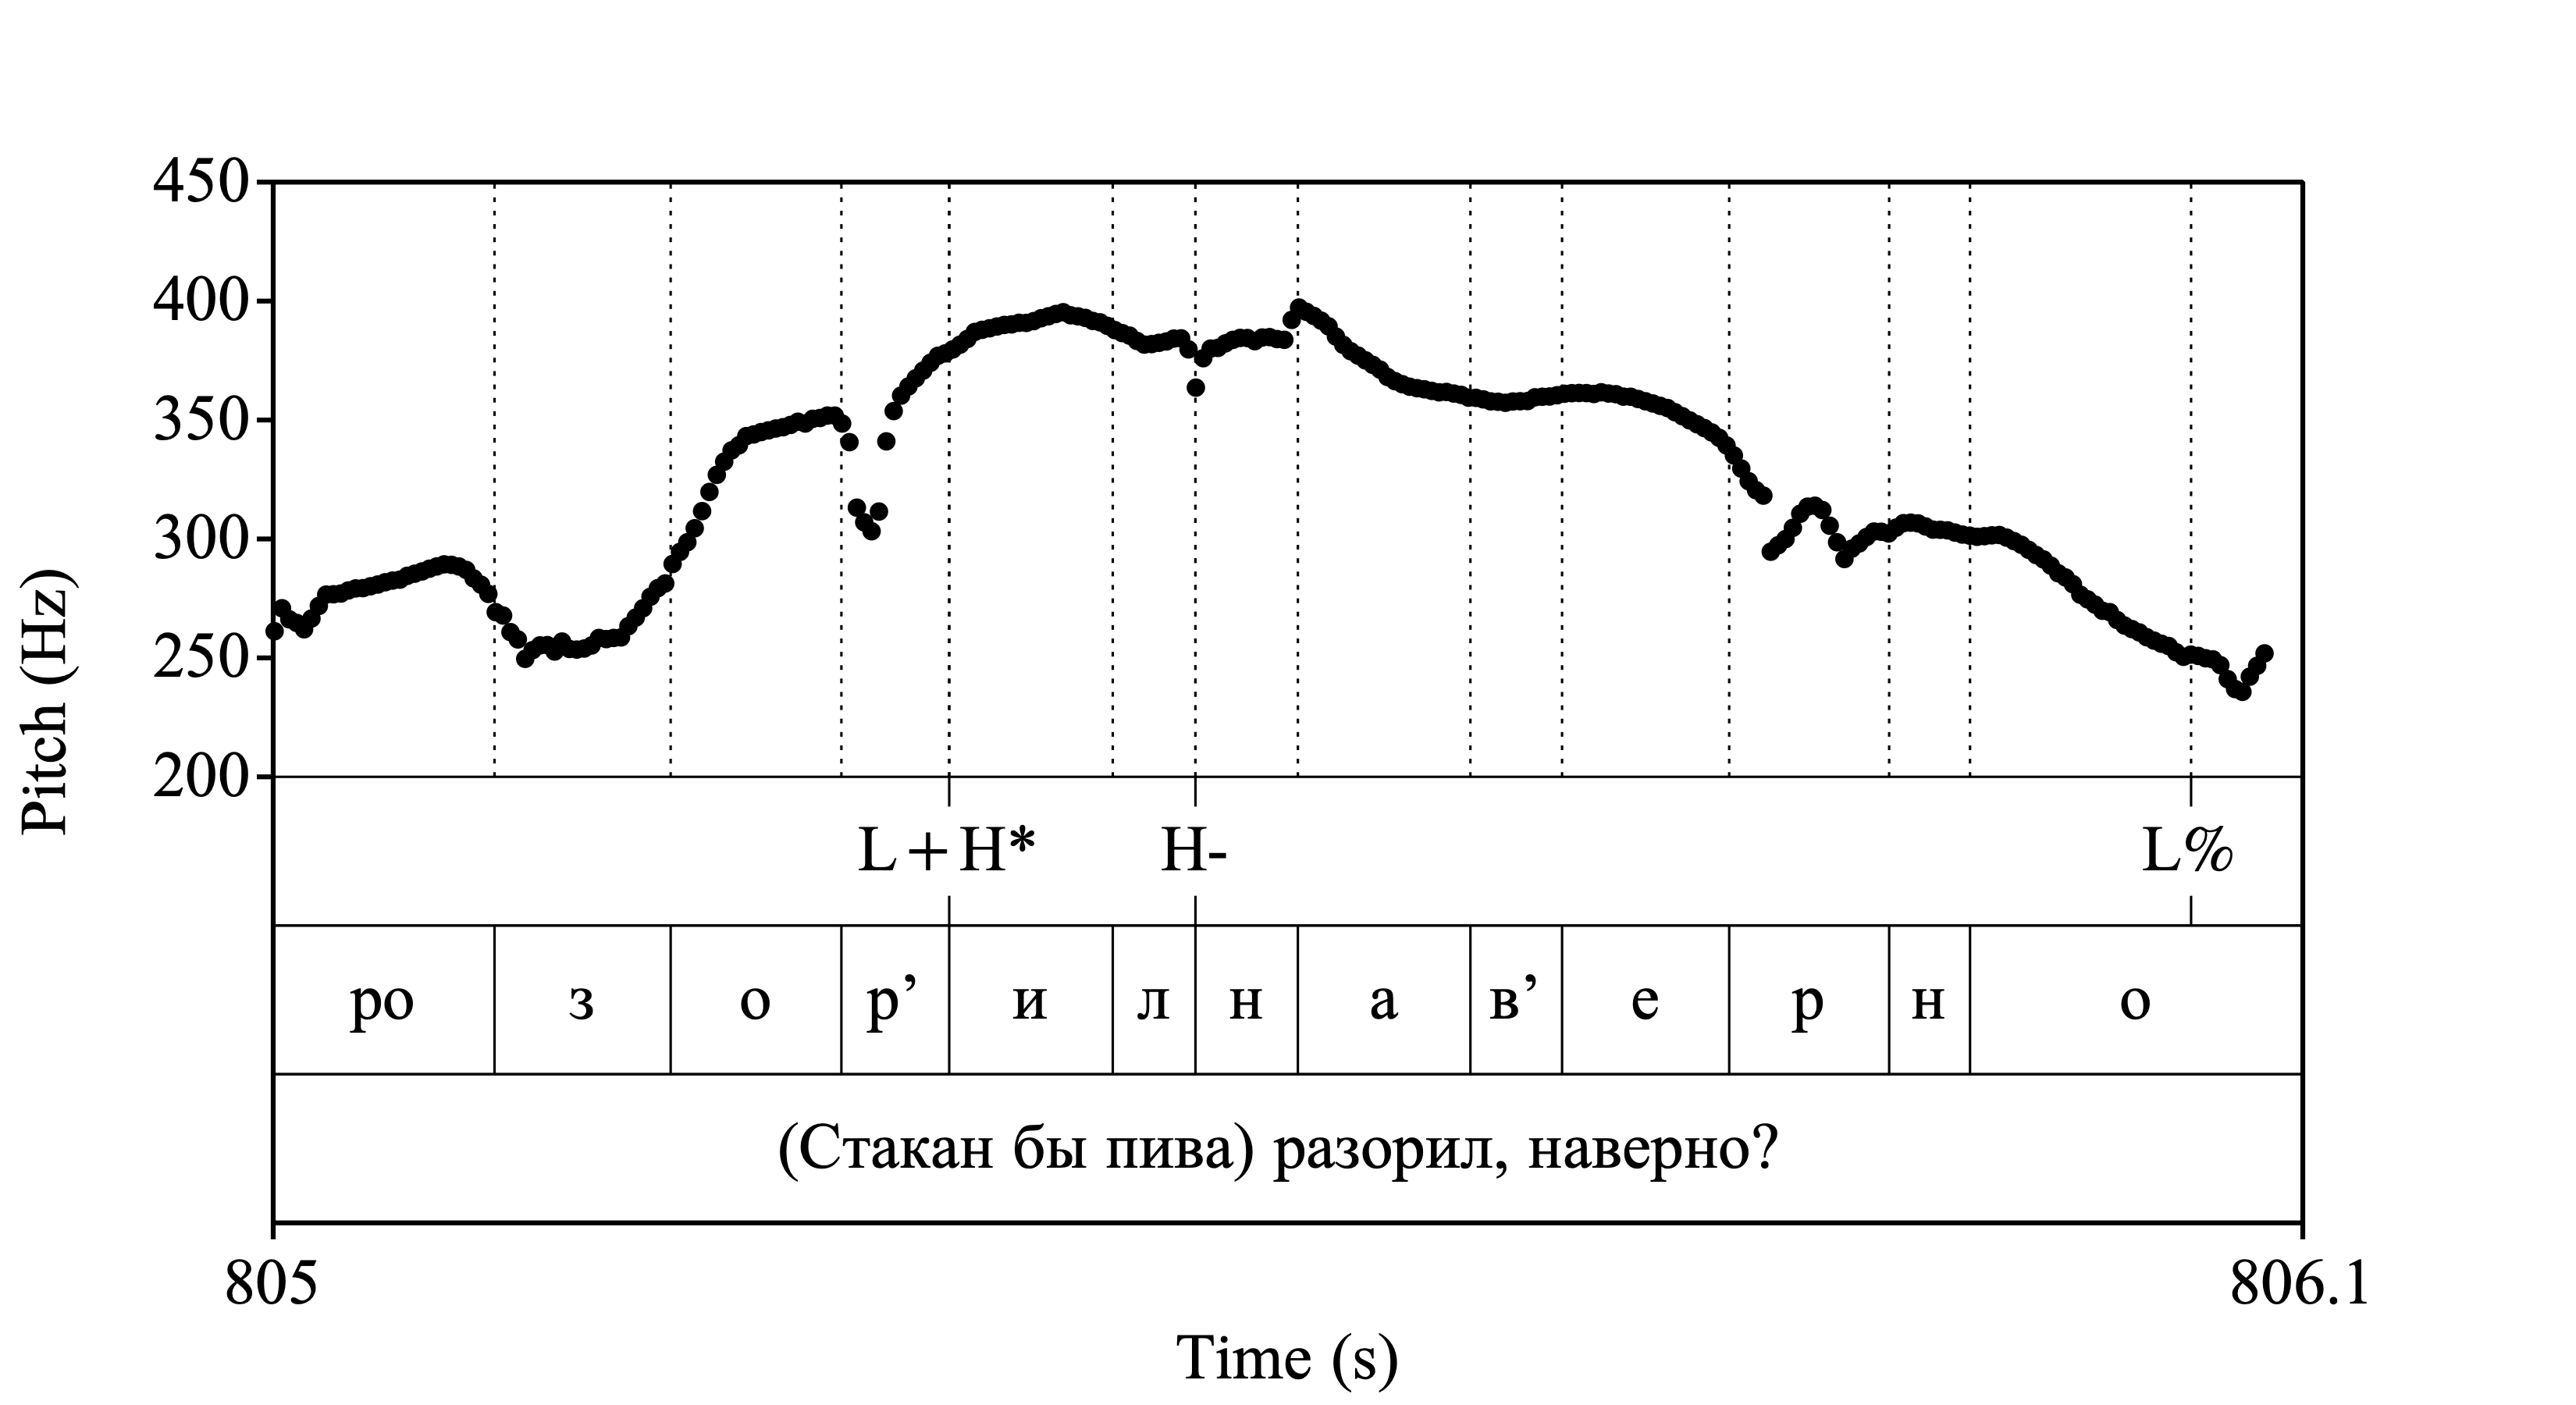 450
400
350
300
250
200
Pitch (Hz)
L+H* H- L%
ро з о р’ и л н а в’ е р н о
(Стакан бы пива) разорил, наверно?
805 806.1
Time (s)